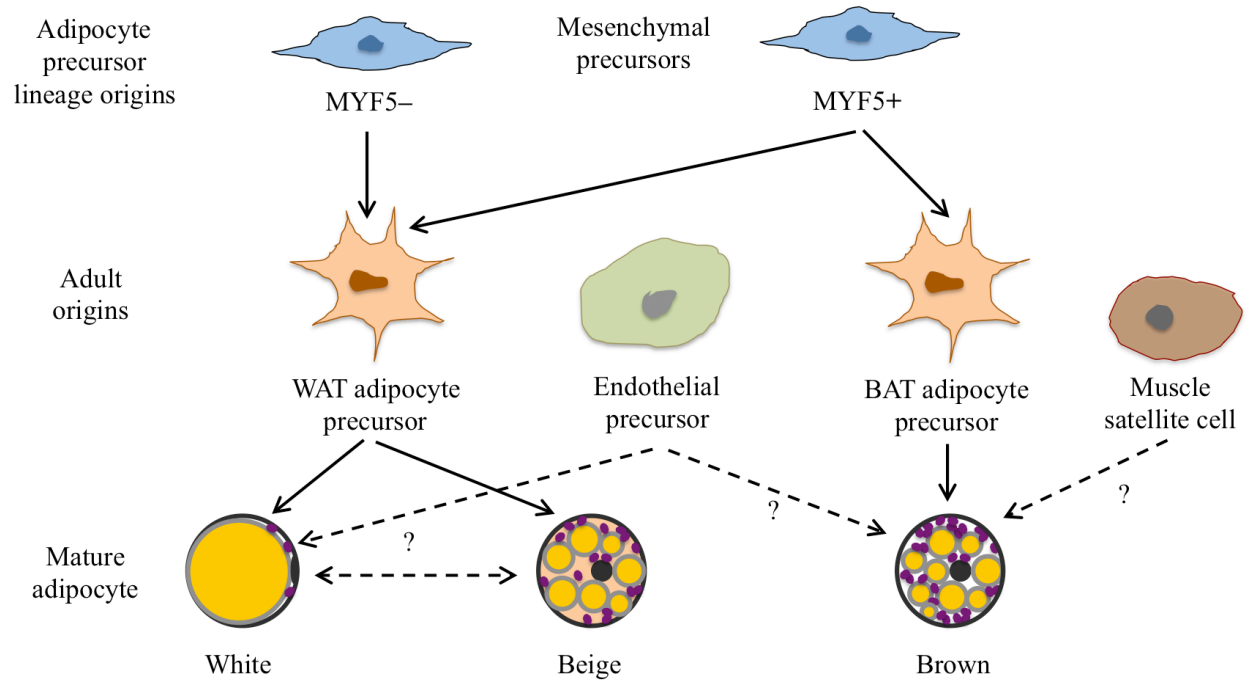 Adipocyte
precursor
lineage origins
Mesenchymal
precursors
MYF5–
MYF5+
Adult
origins
WAT adipocyte
precursor
Endothelial
precursor
BAT adipocyte
precursor
Muscle
satellite cell
?
?
?
Mature
adipocyte
White
Beige
Brown